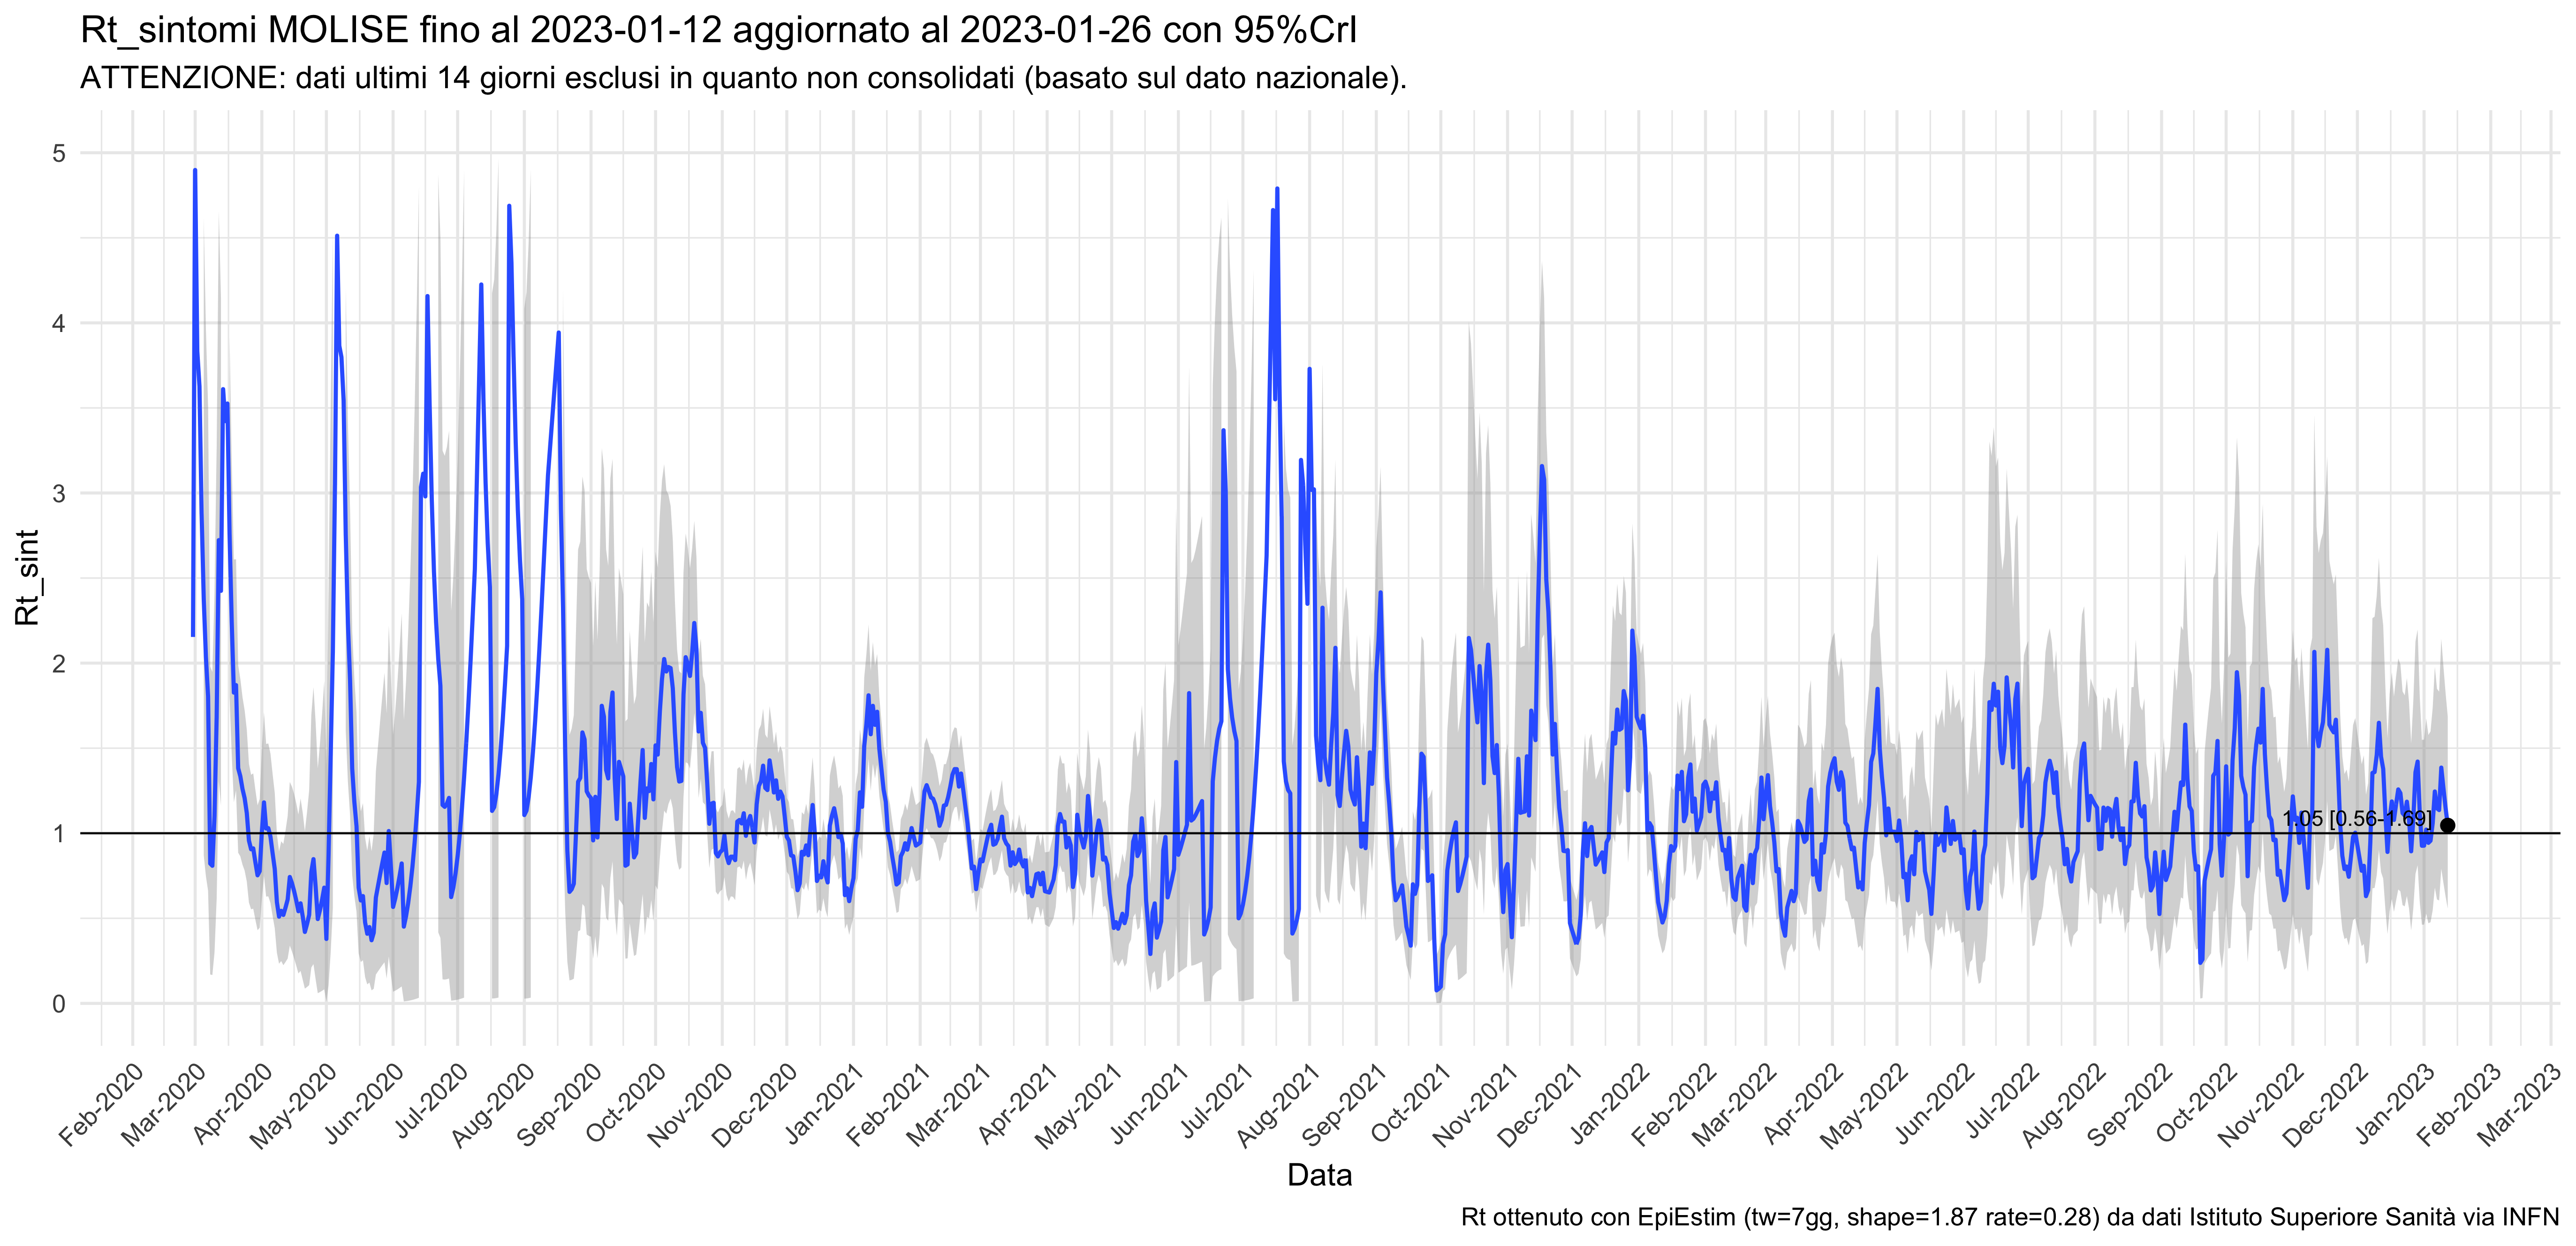 Rt_sintomi MOLISE fino al 2023-01-12 aggiornato al 2023-01-26 con 95%CrI
ATTENZIONE: dati ultimi 14 giorni esclusi in quanto non consolidati (basato sul dato nazionale).
Rt_sint
5
4
3
2
1
0
1.05 [0.56-1.69]
Feb-2020
Mar-2020
Apr-2020
May-2020
Jun-2020
Jul-2020
Aug-2020
Sep-2020
Oct-2020
Nov-2020
Dec-2020
Jan-2021
Feb-2021
Mar-2021
Apr-2021
May-2021
Jun-2021
Jul-2021
Aug-2021
Sep-2021
Oct-2021
Nov-2021
Dec-2021
Jan-2022
Feb-2022
Mar-2022
Apr-2022
May-2022
Jun-2022
Jul-2022
Aug-2022
Sep-2022
Oct-2022
Nov-2022
Dec-2022
Jan-2023
Feb-2023
Mar-2023
Data
Rt ottenuto con EpiEstim (tw=7gg, shape=1.87 rate=0.28) da dati Istituto Superiore Sanità via INFN